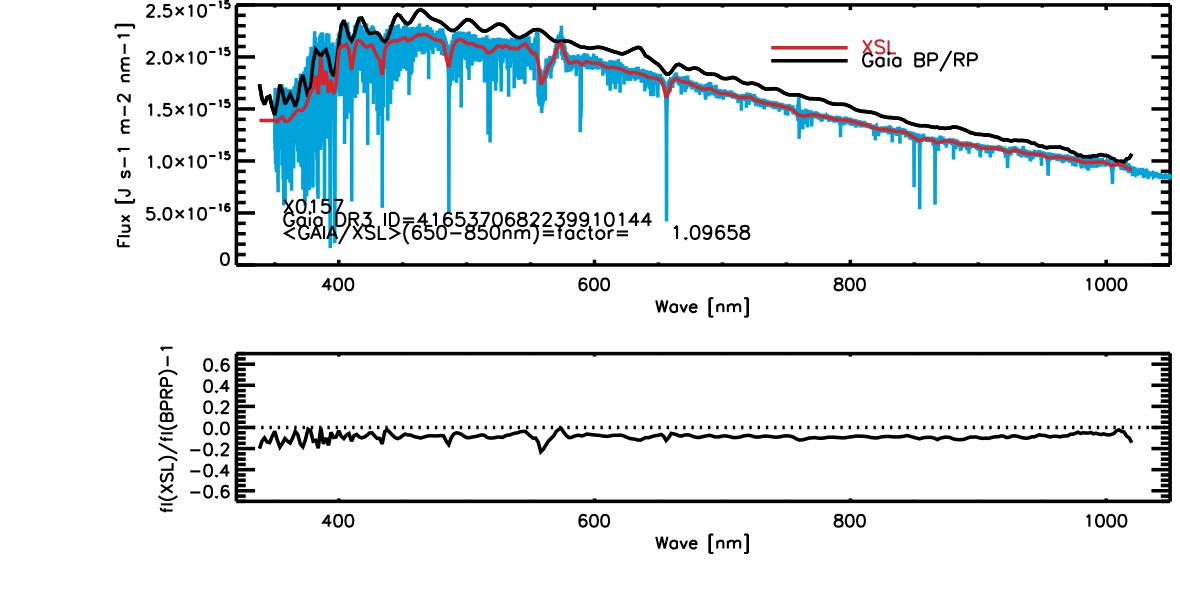 2.5×10⁻¹⁵
2.0×10⁻¹⁵
1.5×10⁻¹⁵
1.0×10⁻¹⁵
5.0×10⁻¹⁶
0
Flux [J s-1 m-2 nm-1]
XSL
Gaia BP/RP
X0157
Gaia DR3 ID=4165370682239910144
<GAIA/XSL>(650-850nm)=factor= 1.09658
400 600 800 1000
Wave [nm]
fl(XSL)/fl(BPRP)-1
0.6
0.4
0.2
0.0
-0.2
-0.4
-0.6
400 600 800 1000
Wave [nm]